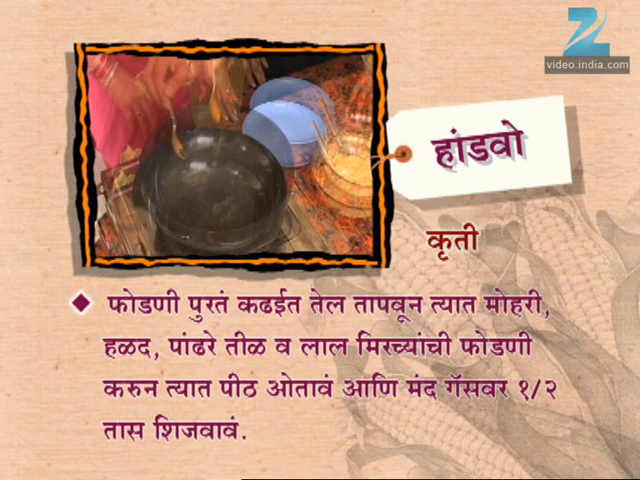 Z
video.india.com
हांडवो
कृती
फोडणी पुरतं कढईत तेल तापवून त्यात मोहरी,
हळद, पांढरे तीळ व लाल मिरच्यांची फोडणी
करुन त्यात पीठ ओतावं आणि मंद गॅसवर १/२
तास शिजवावं.